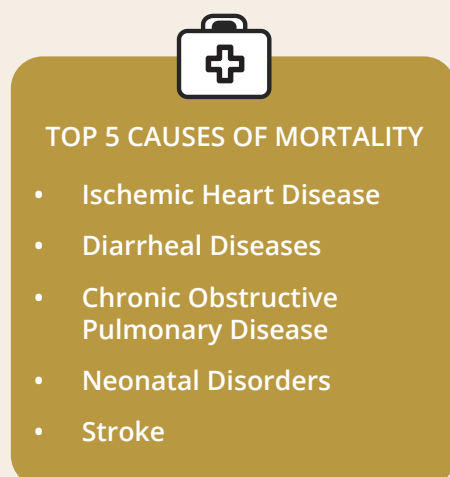 TOP 5 CAUSES OF MORTALITY
• Ischemic Heart Disease
• Diarrheal Diseases
• Chronic Obstructive
Pulmonary Disease
• Neonatal Disorders
• Stroke